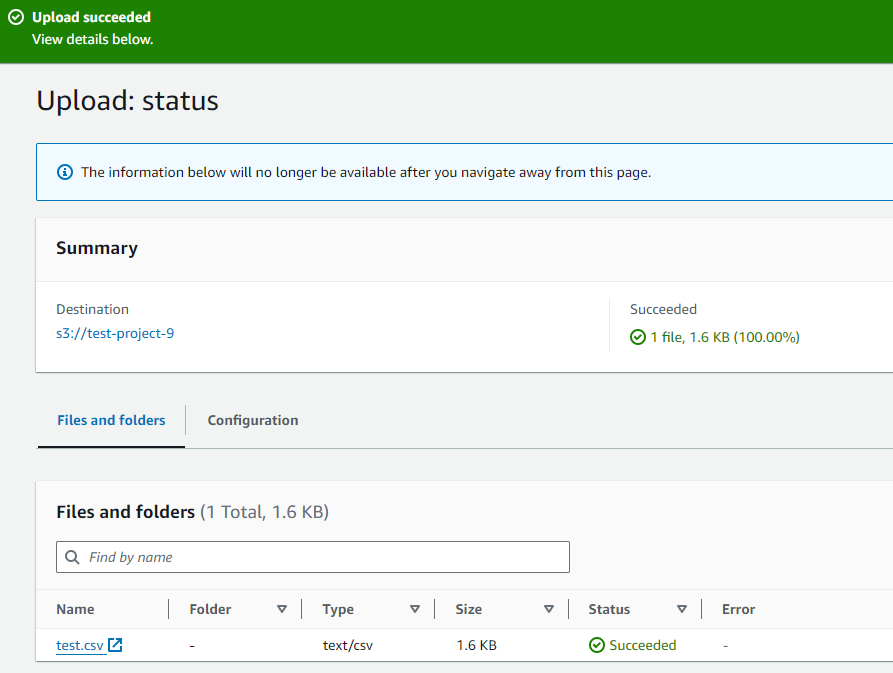 Upload succeeded
View details below.
Upload: status
The information below will no longer be available after you navigate away from this page.
Summary
Destination
s3://test-project-9
Succeeded
1 file, 1.6 KB (100.00%)
Files and folders
Configuration
Files and folders (1 Total, 1.6 KB)
Find by name
Name Folder Type Size Status Error
test.csv - text/csv 1.6 KB Succeeded -